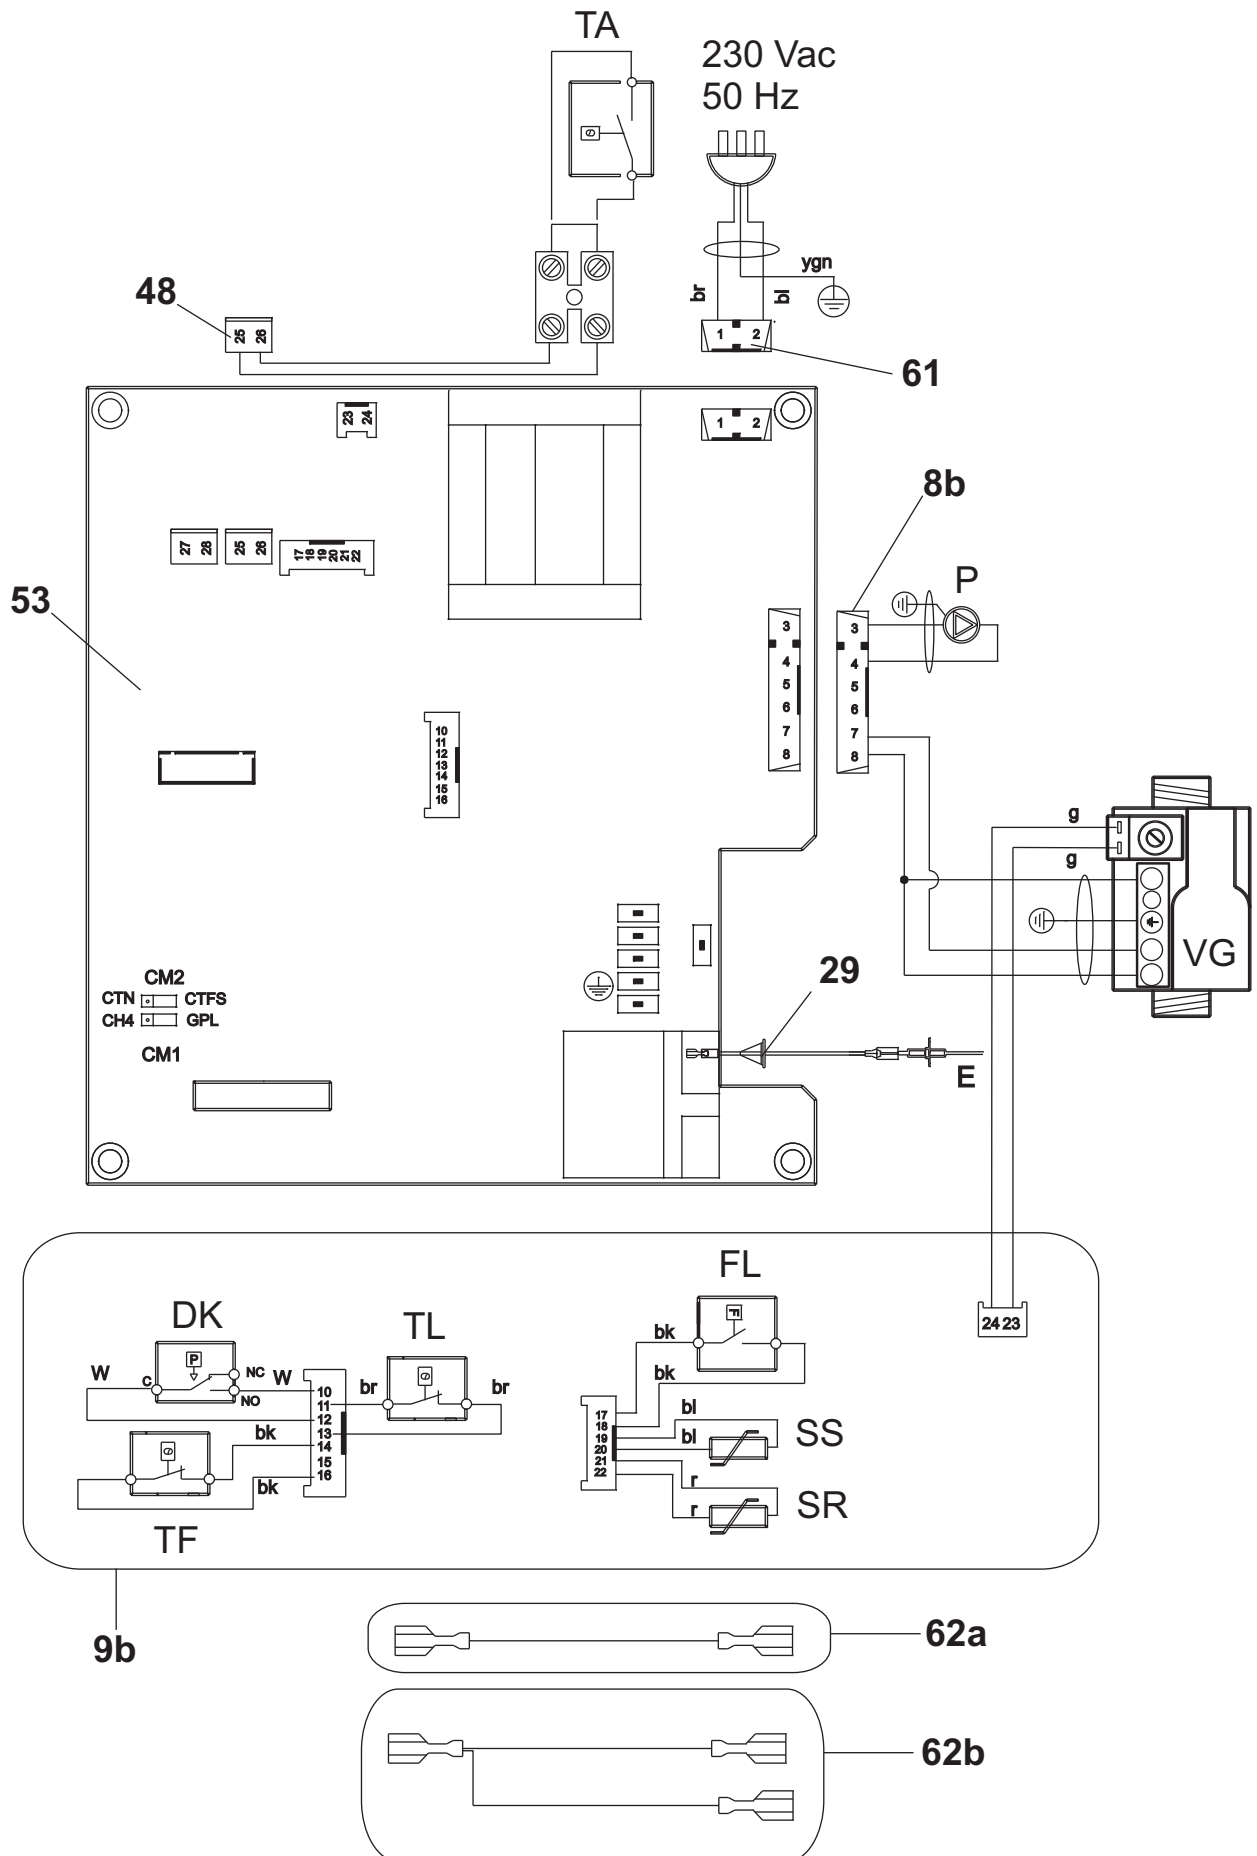 TA
230 Vac
50 Hz
ygn
br
bl
48
25
26
1 2
61
23
24
1 2
8b
27
28
25
26
17
18
19
20
21
22
53
P
3
4
5
6
7
8
3
4
5
6
7
8
10
11
12
13
14
15
16
g
g
VG
CM2
CTN
CTFS
CH4
GPL
CM1
29
E
FL
24 23
DK
TL
P
F
bk
W
C
NC
W
NO
br
br
bk
10
11
12
13
14
15
16
bk
bk
TF
17
18
19
20
21
22
bl
bl
SS
r
r
SR
9b
62a
62b